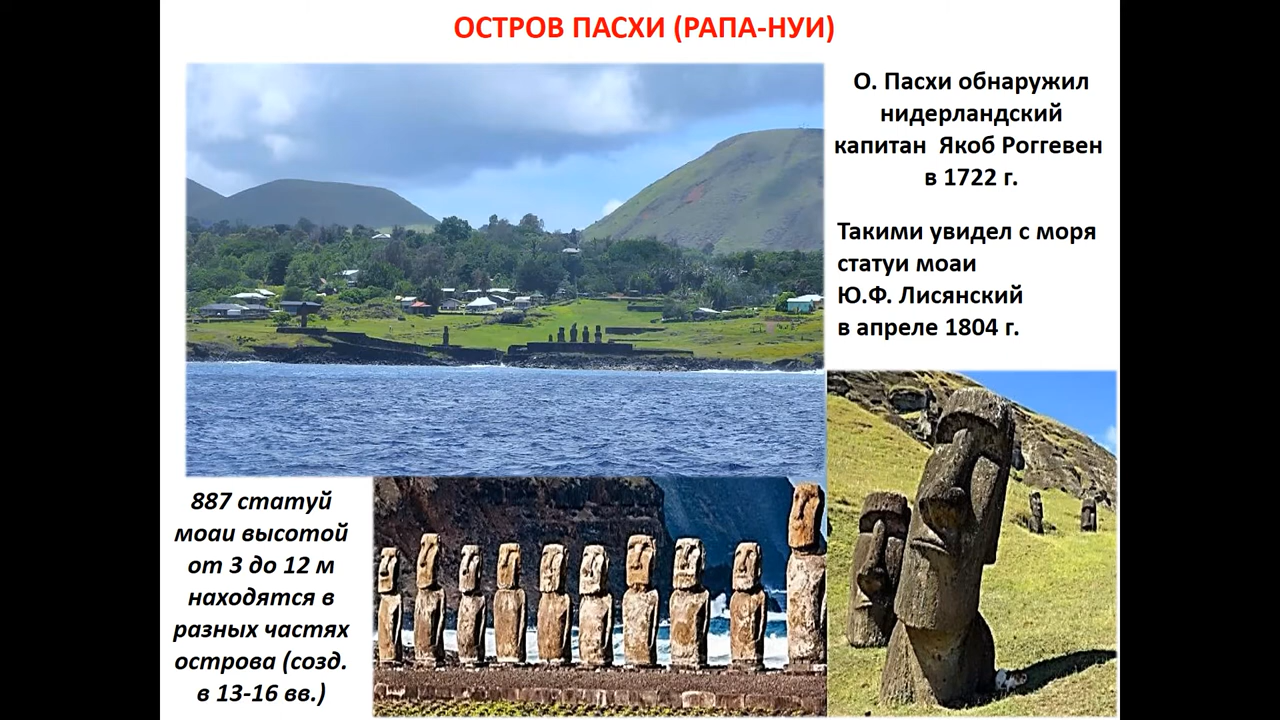 ОСТРОВ ПАСХИ (РАПА-НУИ)
О. Пасхи обнаружил
нидерландский
капитан Якоб Роггевен
в 1722 г.
Такими увидел с моря
статуи моаи
Ю.Ф. Лисянский
в апреле 1804 г.
887 статуй
моаи высотой
от 3 до 12 м
находятся в
разных частях
острова (созд.
в 13-16 вв.)